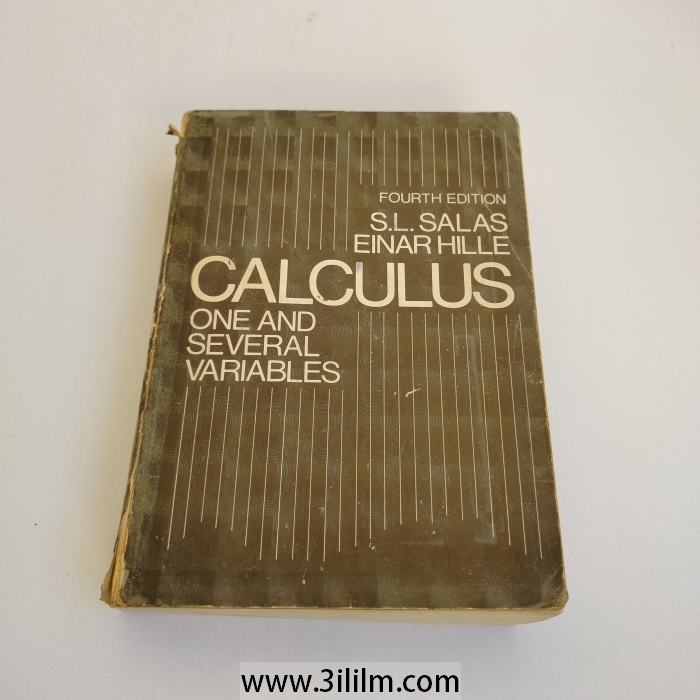 FOURTH EDITION
S.L. SALAS
EINAR HILLE
CALCULUS
ONE AND
SEVERAL
VARIABLES
www.3ililm.com